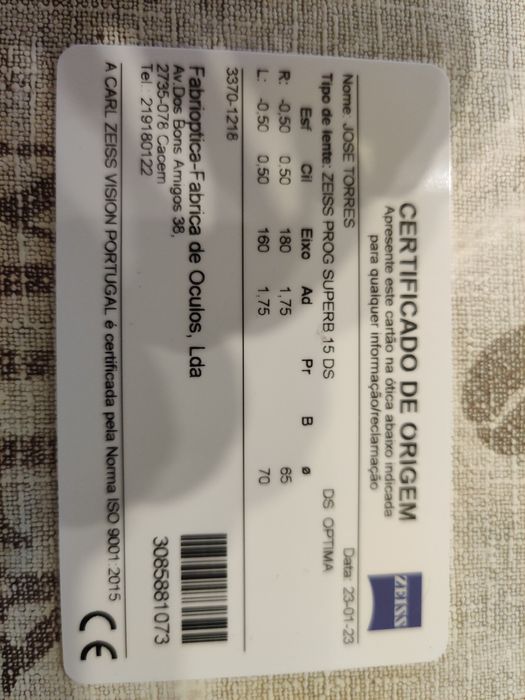 CERTIFICADO DE ORIGEM
Apresente este cartão na ótica abaixo indicada
para qualquer informação/reclamação
ZEISS
Nome: JOSE TORRES Data: 23-01-23
Tipo de lente: ZEISS PROG SUPERB 15 DS DS OPTIMA
Esf Cil Eixo Ad Pr B ø
R: -0,50 0,50 180 1,75 65
L: -0,50 0,50 160 1,75 70
3370-1218
Fabrioptica-Fabrica de Oculos, Lda
Av.Dos Bons Amigos 38,
2735-078 Cacem
Tel.: 219180122
3085881073
A CARL ZEISS VISION PORTUGAL é certificada pela Norma ISO 9001:2015
CE